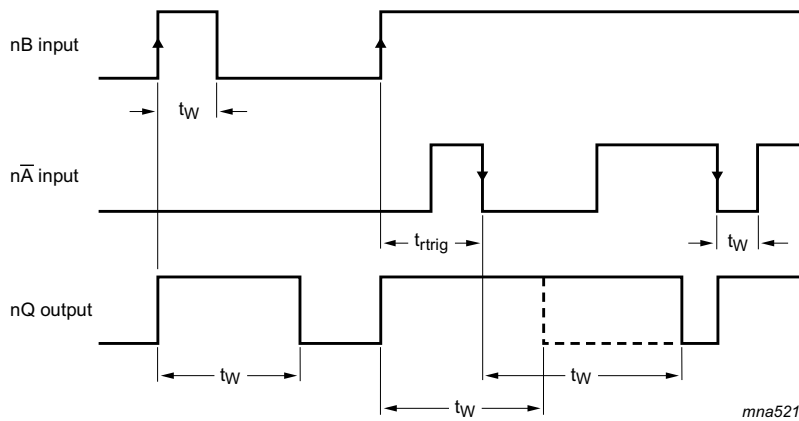 nB input
tW
nA̅ input
trtrig
tW
nQ output
tW
tW
tW
mna521